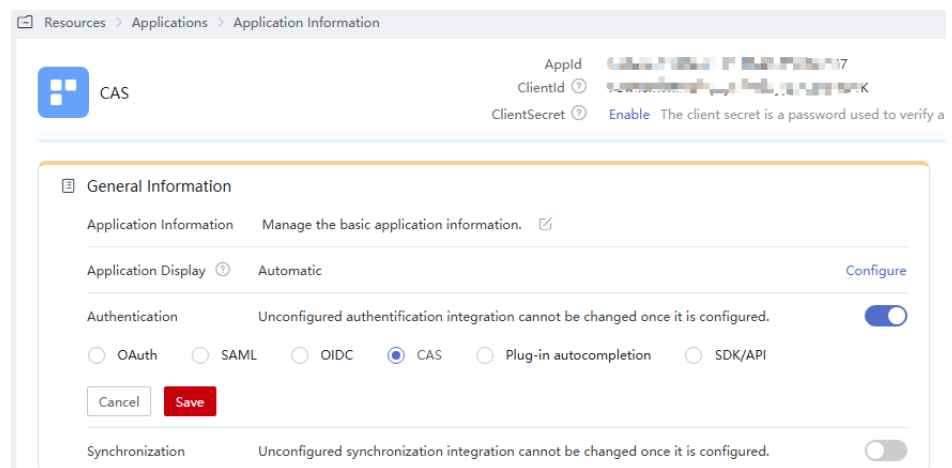 Resources > Applications > Application Information
CAS
AppId 17
ClientId K
ClientSecret Enable The client secret is a password used to verify a
General Information
Application Information Manage the basic application information.
Application Display Automatic Configure
Authentication Unconfigured authentification integration cannot be changed once it is configured.
OAuth SAML OIDC CAS Plug-in autocompletion SDK/API
Cancel Save
Synchronization Unconfigured synchronization integration cannot be changed once it is configured.